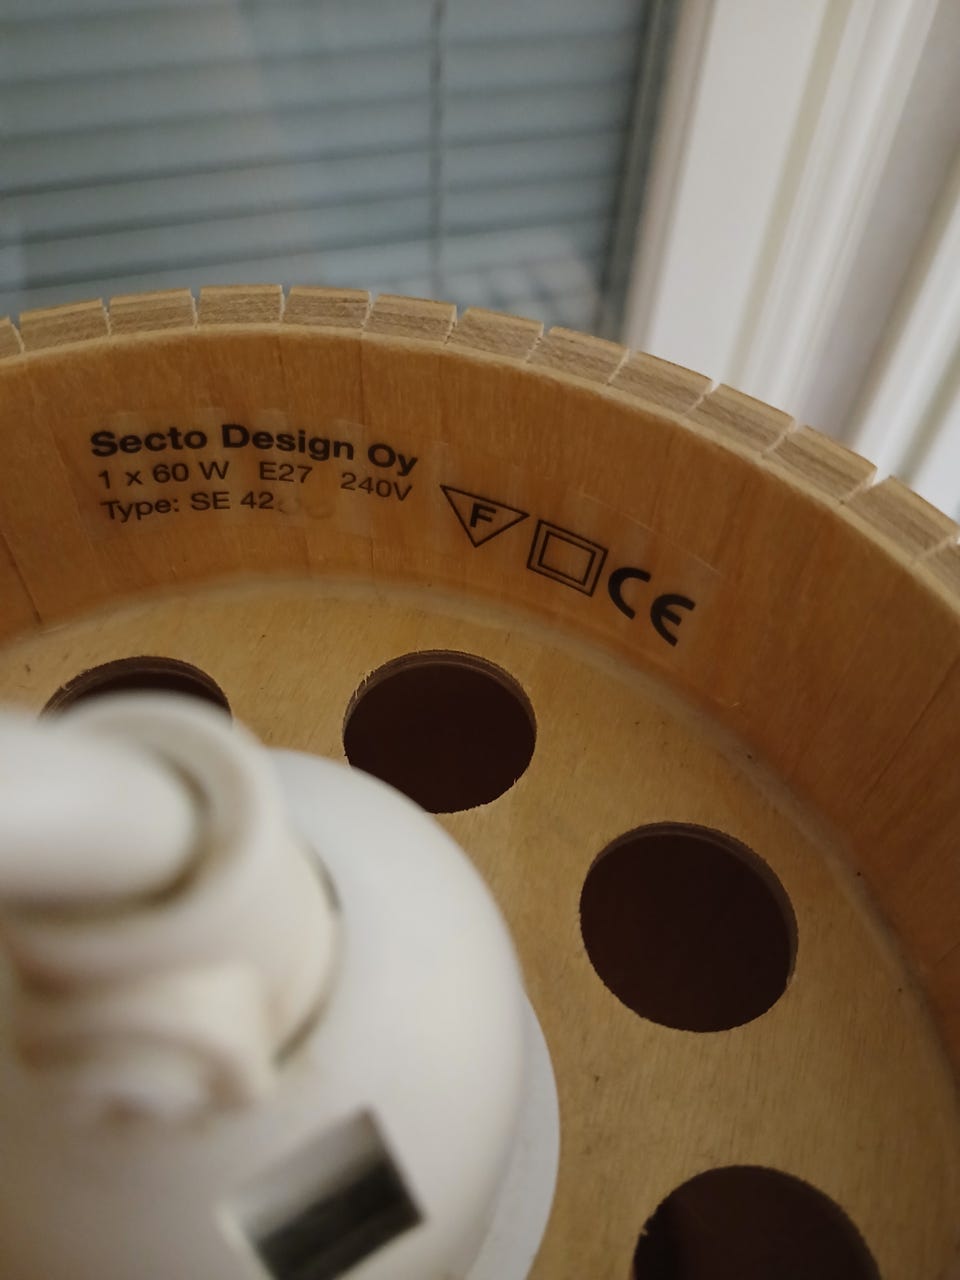 Secto Design Oy
1 x 60 W E27 240V
Type: SE 42
F CE